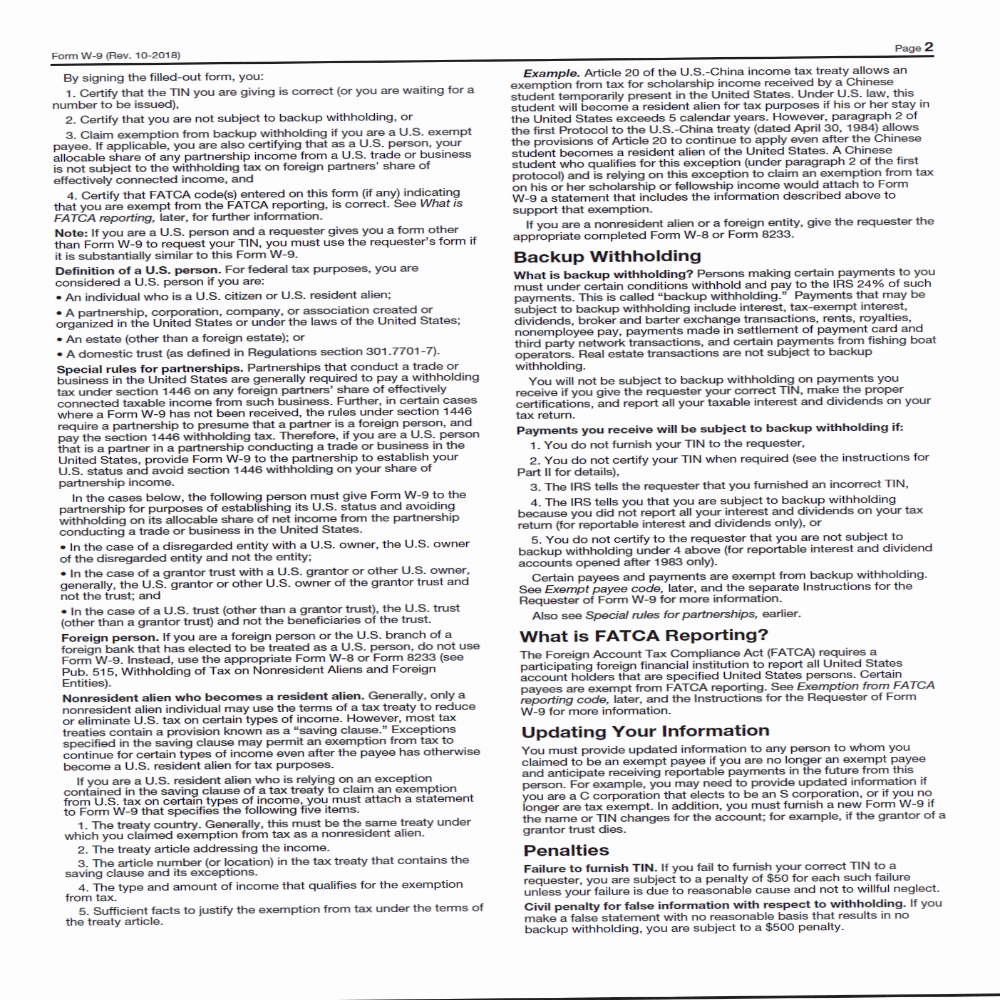 Form W-9 (Rev. 10-2018)
Page 2
By signing the filled-out form, you:
1. Certify that the TIN you are giving is correct (or you are waiting for a
number to be issued),
2. Certify that you are not subject to backup withholding, or
3. Claim exemption from backup withholding if you are a U.S. exempt
payee. If applicable, you are also certifying that as a U.S. person, your
allocable share of any partnership income from a U.S. trade or business
is not subject to the withholding tax on foreign partners' share of
effectively connected income, and
4. Certify that FATCA code(s) entered on this form (if any) indicating
that you are exempt from the FATCA reporting, is correct. See What is
FATCA reporting, later, for further information.
Note: If you are a U.S. person and a requester gives you a form other
than Form W-9 to request your TIN, you must use the requester's form if
it is substantially similar to this Form W-9.
Definition of a U.S. person. For federal tax purposes, you are
considered a U.S. person if you are:
• An individual who is a U.S. citizen or U.S. resident alien;
• A partnership, corporation, company, or association created or
organized in the United States or under the laws of the United States;
• An estate (other than a foreign estate); or
• A domestic trust (as defined in Regulations section 301.7701-7).
Special rules for partnerships. Partnerships that conduct a trade or
business in the United States are generally required to pay a withholding
tax under section 1446 on any foreign partners' share of effectively
connected taxable income from such business. Further, in certain cases
where a Form W-9 has not been received, the rules under section 1446
require a partnership to presume that a partner is a foreign person, and
pay the section 1446 withholding tax. Therefore, if you are a U.S. person
that is a partner in a partnership conducting a trade or business in the
United States, provide Form W-9 to the partnership to establish your
U.S. status and avoid section 1446 withholding on your share of
partnership income.
In the cases below, the following person must give Form W-9 to the
partnership for purposes of establishing its U.S. status and avoiding
withholding on its allocable share of net income from the partnership
conducting a trade or business in the United States.
• In the case of a disregarded entity with a U.S. owner, the U.S. owner
of the disregarded entity and not the entity;
• In the case of a grantor trust with a U.S. grantor or other U.S. owner,
generally, the U.S. grantor or other U.S. owner of the grantor trust and
not the trust; and
• In the case of a U.S. trust (other than a grantor trust), the U.S. trust
(other than a grantor trust) and not the beneficiaries of the trust.
Foreign person. If you are a foreign person or the U.S. branch of a
foreign bank that has elected to be treated as a U.S. person, do not use
Form W-9. Instead, use the appropriate Form W-8 or Form 8233 (see
Pub. 515, Withholding of Tax on Nonresident Aliens and Foreign
Entities).
Nonresident alien who becomes a resident alien. Generally, only a
nonresident alien individual may use the terms of a tax treaty to reduce
or eliminate U.S. tax on certain types of income. However, most tax
treaties contain a provision known as a “saving clause.” Exceptions
specified in the saving clause may permit an exemption from tax to
continue for certain types of income even after the payee has otherwise
become a U.S. resident alien for tax purposes.
If you are a U.S. resident alien who is relying on an exception
contained in the saving clause of a tax treaty to claim an exemption
from U.S. tax on certain types of income, you must attach a statement
to Form W-9 that specifies the following five items.
1. The treaty country. Generally, this must be the same treaty under
which you claimed exemption from tax as a nonresident alien.
2. The treaty article addressing the income.
3. The article number (or location) in the tax treaty that contains the
saving clause and its exceptions.
4. The type and amount of income that qualifies for the exemption
from tax.
5. Sufficient facts to justify the exemption from tax under the terms of
the treaty article.
Example. Article 20 of the U.S.-China income tax treaty allows an
exemption from tax for scholarship income received by a Chinese
student temporarily present in the United States. Under U.S. law, this
student will become a resident alien for tax purposes if his or her stay in
the United States exceeds 5 calendar years. However, paragraph 2 of
the first Protocol to the U.S.-China treaty (dated April 30, 1984) allows
the provisions of Article 20 to continue to apply even after the Chinese
student becomes a resident alien of the United States. A Chinese
student who qualifies for this exception (under paragraph 2 of the first
protocol) and is relying on this exception to claim an exemption from tax
on his or her scholarship or fellowship income would attach to Form
W-9 a statement that includes the information described above to
support that exemption.
If you are a nonresident alien or a foreign entity, give the requester the
appropriate completed Form W-8 or Form 8233.
Backup Withholding
What is backup withholding? Persons making certain payments to you
must under certain conditions withhold and pay to the IRS 24% of such
payments. This is called “backup withholding.” Payments that may be
subject to backup withholding include interest, tax-exempt interest,
dividends, broker and barter exchange transactions, rents, royalties,
nonemployee pay, payments made in settlement of payment card and
third party network transactions, and certain payments from fishing boat
operators. Real estate transactions are not subject to backup
withholding.
You will not be subject to backup withholding on payments you
receive if you give the requester your correct TIN, make the proper
certifications, and report all your taxable interest and dividends on your
tax return.
Payments you receive will be subject to backup withholding if:
1. You do not furnish your TIN to the requester,
2. You do not certify your TIN when required (see the instructions for
Part II for details),
3. The IRS tells the requester that you furnished an incorrect TIN,
4. The IRS tells you that you are subject to backup withholding
because you did not report all your interest and dividends on your tax
return (for reportable interest and dividends only), or
5. You do not certify to the requester that you are not subject to
backup withholding under 4 above (for reportable interest and dividend
accounts opened after 1983 only).
Certain payees and payments are exempt from backup withholding.
See Exempt payee code, later, and the separate Instructions for the
Requester of Form W-9 for more information.
Also see Special rules for partnerships, earlier.
What is FATCA Reporting?
The Foreign Account Tax Compliance Act (FATCA) requires a
participating foreign financial institution to report all United States
account holders that are specified United States persons. Certain
payees are exempt from FATCA reporting. See Exemption from FATCA
reporting code, later, and the Instructions for the Requester of Form
W-9 for more information.
Updating Your Information
You must provide updated information to any person to whom you
claimed to be an exempt payee if you are no longer an exempt payee
and anticipate receiving reportable payments in the future from this
person. For example, you may need to provide updated information if
you are a C corporation that elects to be an S corporation, or if you no
longer are tax exempt. In addition, you must furnish a new Form W-9 if
the name or TIN changes for the account; for example, if the grantor of a
grantor trust dies.
Penalties
Failure to furnish TIN. If you fail to furnish your correct TIN to a
requester, you are subject to a penalty of $50 for each such failure
unless your failure is due to reasonable cause and not to willful neglect.
Civil penalty for false information with respect to withholding. If you
make a false statement with no reasonable basis that results in no
backup withholding, you are subject to a $500 penalty.